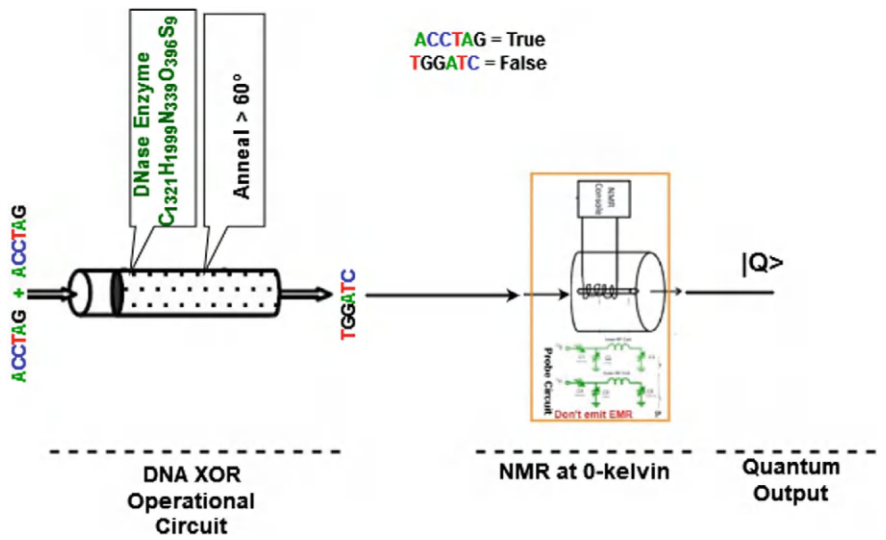 ACCTAG = True
TGGATC = False
DNase Enzyme
C1321H1999N339O396S9
Anneal > 60°
ACCTAG + ACCTAG
TGGATC
NMR
Console
|Q>
Probe Circuit
Don't emit EMR
DNA XOR
Operational
Circuit
NMR at 0-kelvin
Quantum
Output